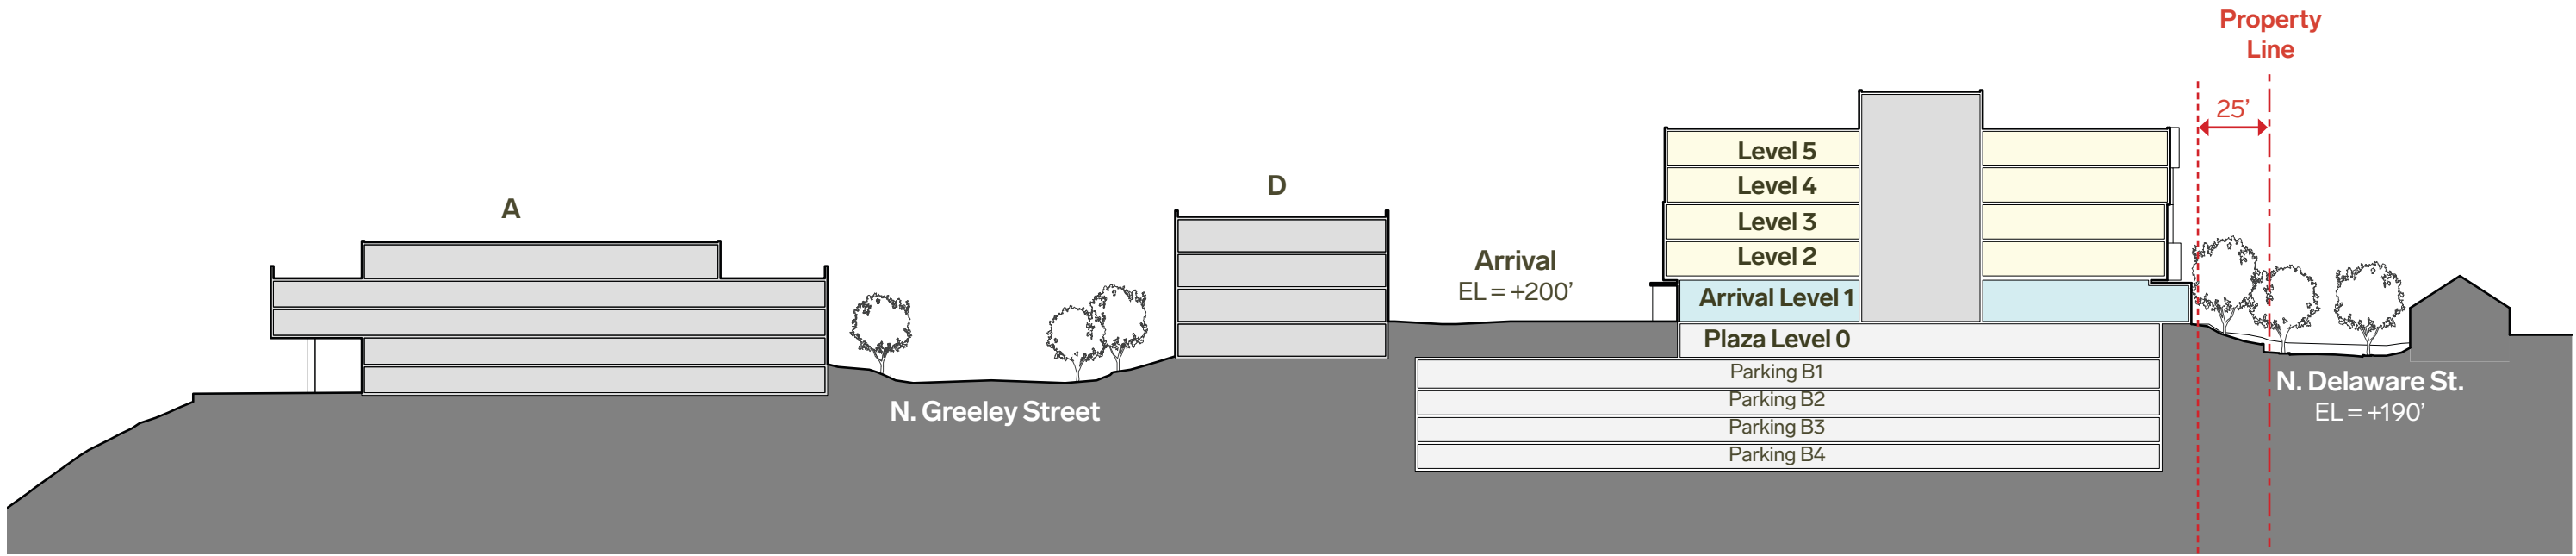 Property
Line
25’
A
D
Arrival
EL = +200’
Level 5
Level 4
Level 3
Level 2
Arrival Level 1
Plaza Level 0
Parking B1
Parking B2
Parking B3
Parking B4
N. Greeley Street
N. Delaware St.
EL = +190’